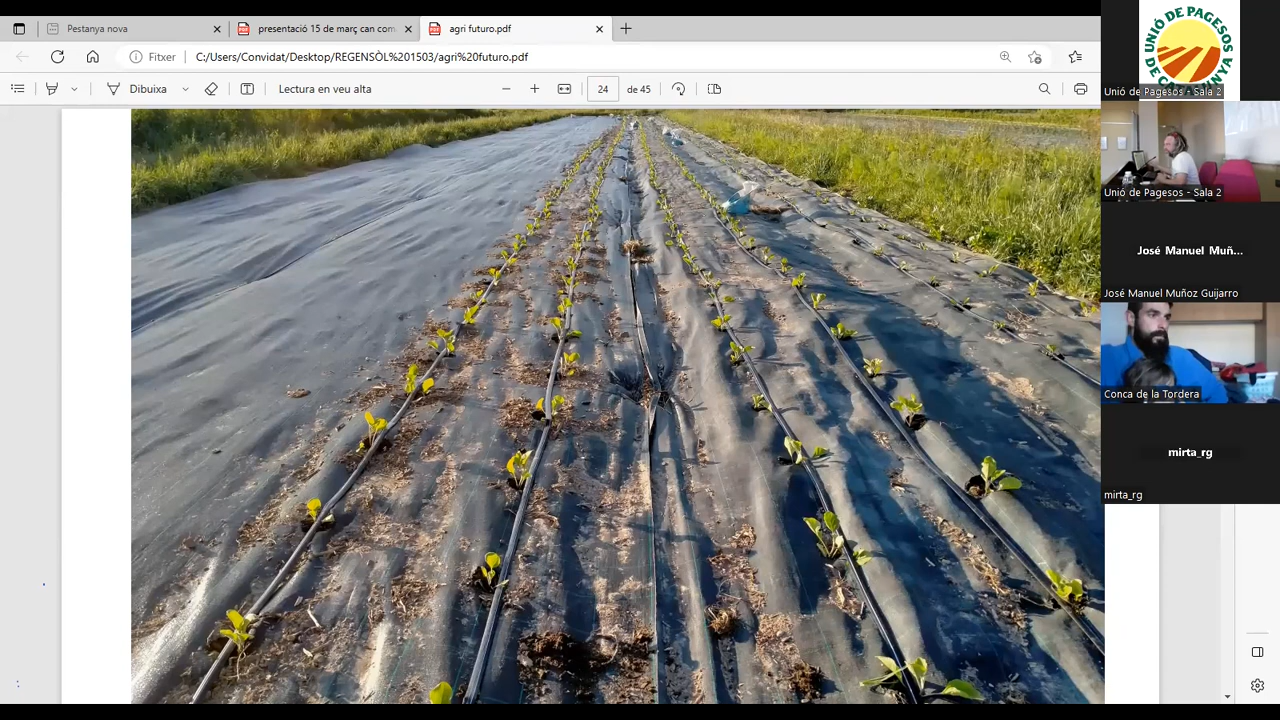 Pestanya nova
presentació 15 de març can com
agri futuro.pdf
Fitxer
C:/Users/Convidat/Desktop/REGENSÒL%201503/agri%20futuro.pdf
Dibuixa
Lectura en veu alta
24
de 45
UNIÓ DE PAGESOS
DE CATALUNYA
Unió de Pagesos - Sala 2
Unió de Pagesos - Sala 2
José Manuel Muñ...
José Manuel Muñoz Guijarro
Conca de la Tordera
mirta_rg
mirta_rg